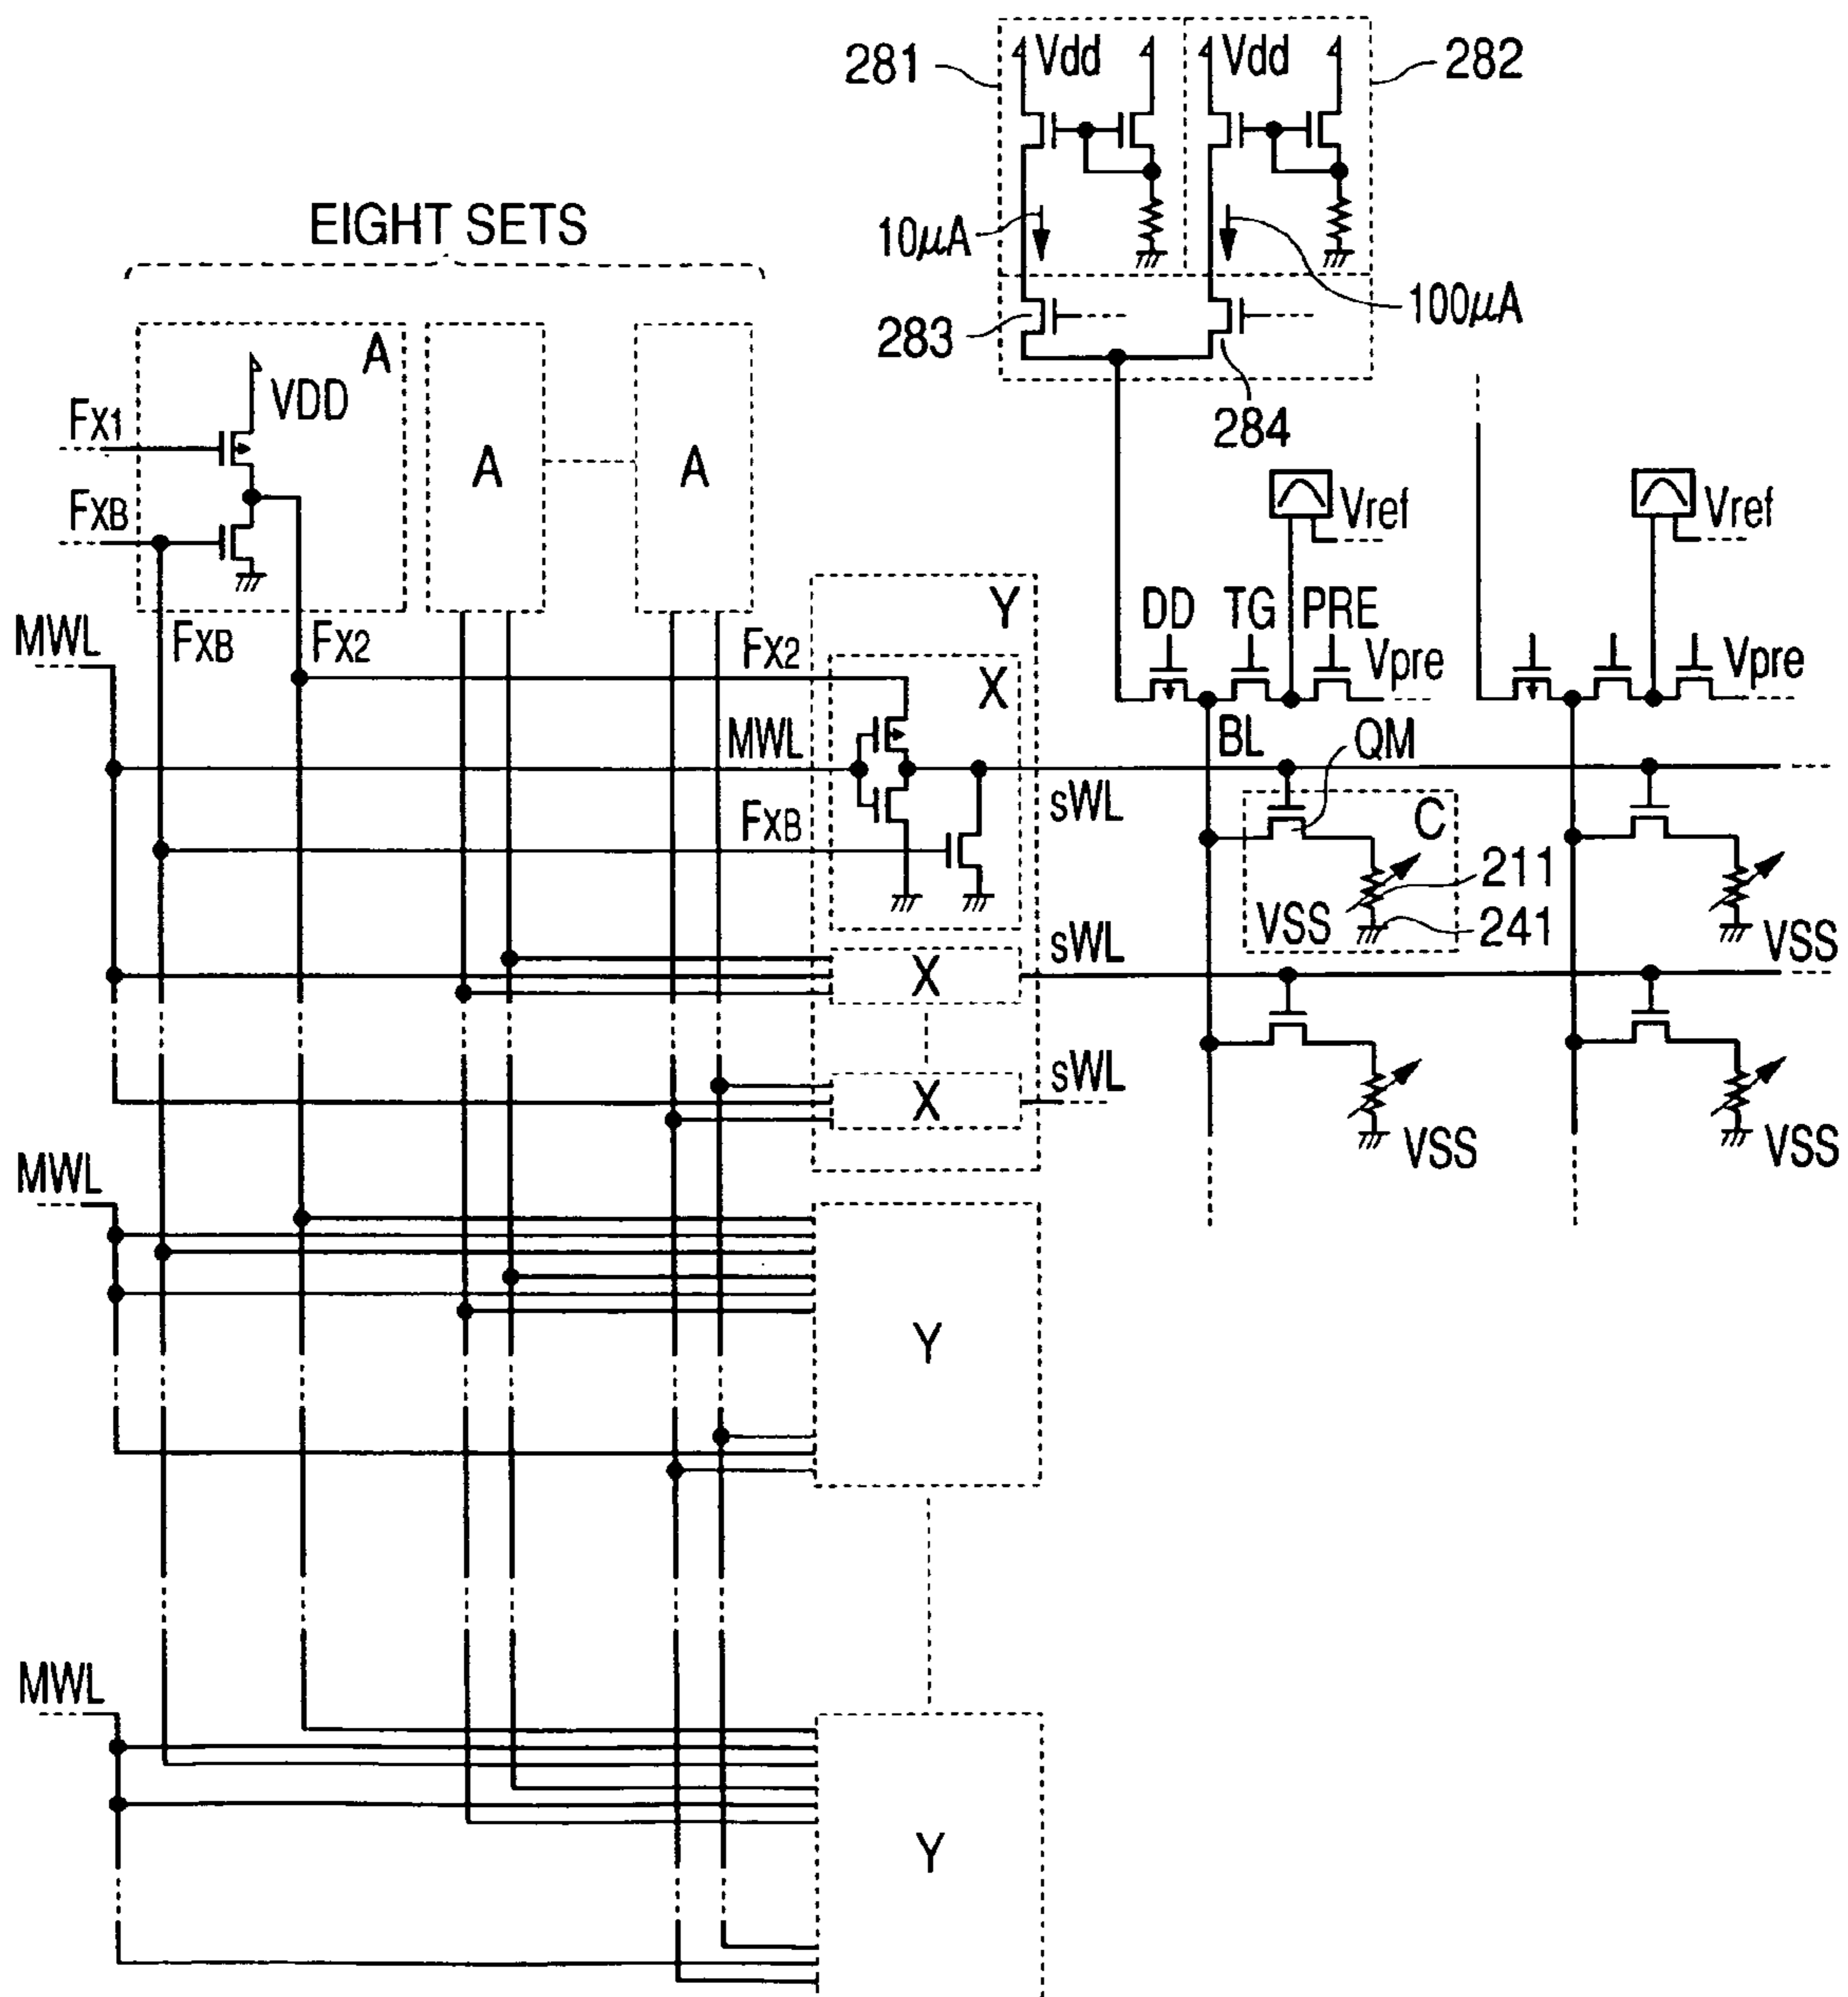 281
Vdd
Vdd
282
EIGHT SETS
10μA
100μA
283
284
A
VDD
FX1
A
A
FXB
Vref
Vref
DD
TG
PRE
Vpre
Vpre
MWL
FXB
FX2
FX2
Y
X
MWL
BL
QM
FXB
sWL
C
211
VSS
241
VSS
X
sWL
X
sWL
VSS
VSS
MWL
Y
MWL
Y